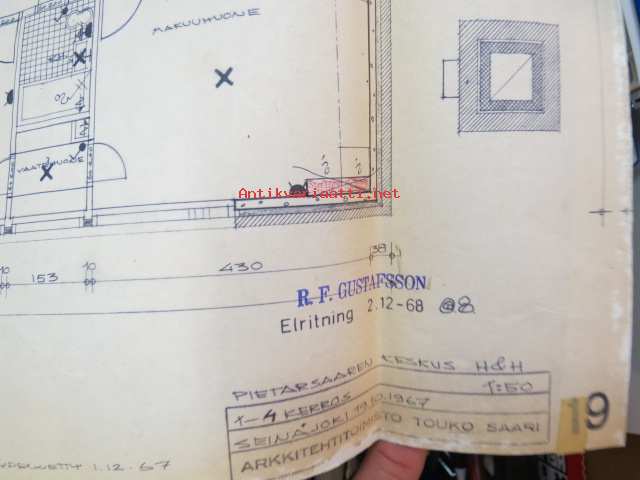 MAKUUHUONE
VAATEHUONE
Antikvariaatti.net
10 153 10 430 38
R. F. GUSTAFSSON
Elritning 2.12-68
PIETARSAAREN KESKUS H&H
1:50
1-4 KERROS
SEINÄJOKI 19.10.1967
ARKKITEHTITOIMISTO TOUKO SAARI
19
1.12.67